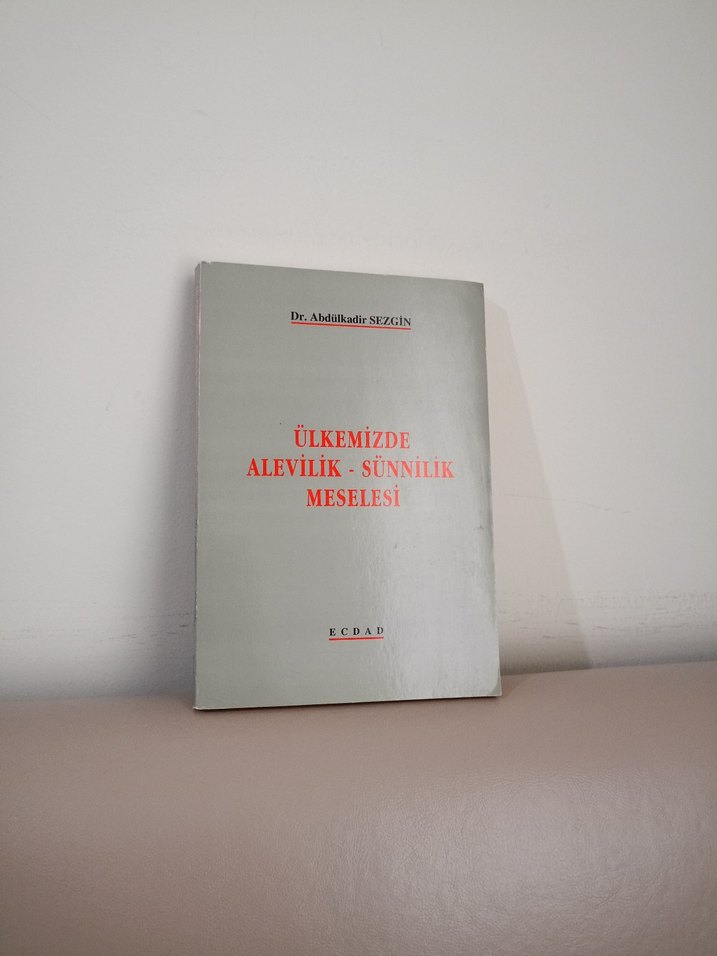 Dr. Abdülkadir SEZGİN
ÜLKEMİZDE
ALEVİLİK - SÜNNİLİK
MESELESİ
ECDAD